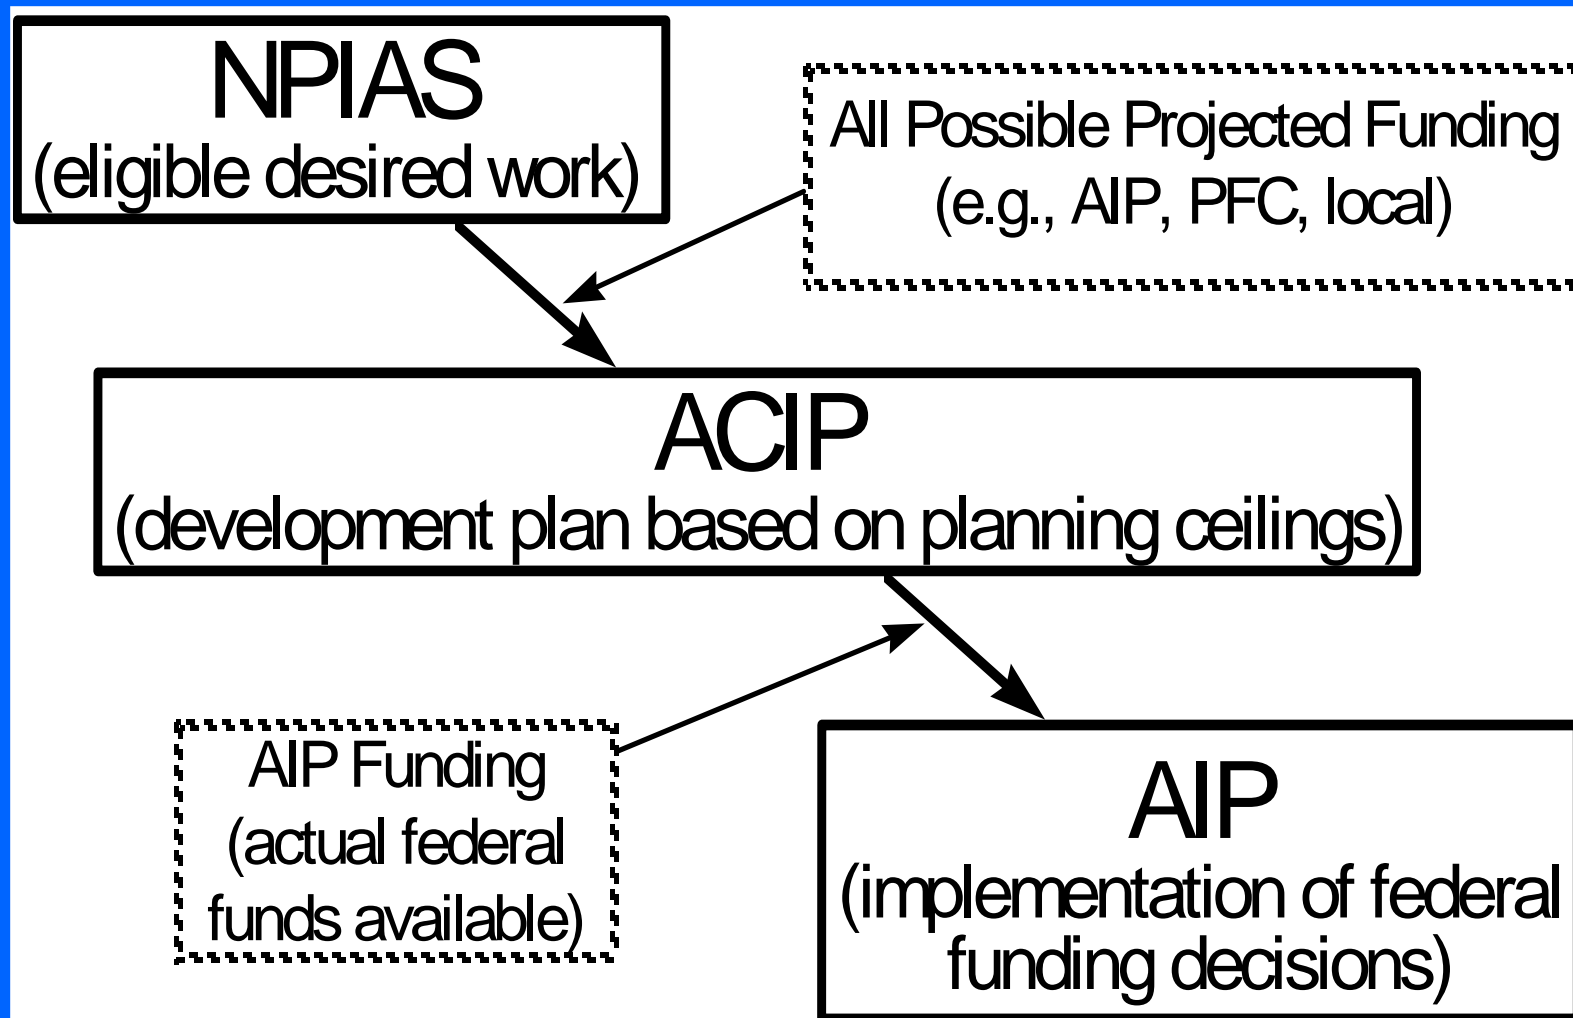 NPIAS
(eligible desired work)
All Possible Projected Funding
(e.g., AIP, PFC, local)
ACIP
(development plan based on planning ceilings)
AIP Funding
(actual federal
funds available)
AIP
(implementation of federal
funding decisions)